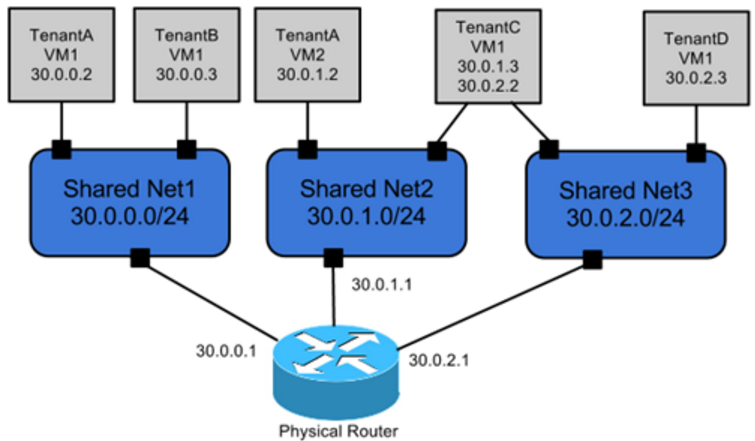 TenantA
VM1
30.0.0.2
TenantB
VM1
30.0.0.3
TenantA
VM2
30.0.1.2
TenantC
VM1
30.0.1.3
30.0.2.2
TenantD
VM1
30.0.2.3
Shared Net1
30.0.0.0/24
Shared Net2
30.0.1.0/24
Shared Net3
30.0.2.0/24
30.0.1.1
30.0.0.1
30.0.2.1
Physical Router